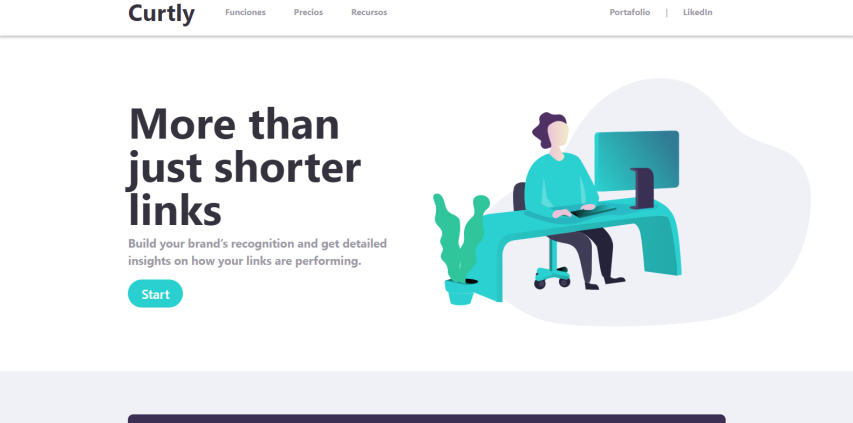 Curtly Funciones Precios Recursos Portafolio | LikedIn
More than
just shorter
links
Build your brand's recognition and get detailed
insights on how your links are performing.
Start